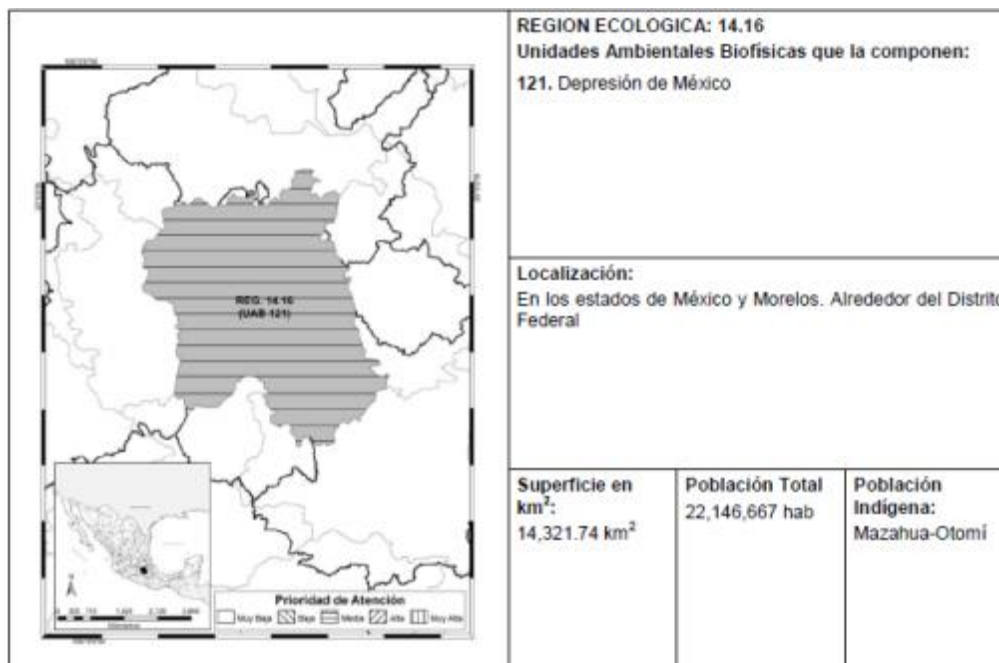 REGION ECOLOGICA: 14.16
Unidades Ambientales Biofísicas que la componen:
121. Depresión de México
REG. 14.16
(UAB 121)
Localización:
En los estados de México y Morelos. Alrededor del Distrito
Federal
Superficie en
km²:
14,321.74 km²
Población Total
22,146,667 hab
Población
Indígena:
Mazahua-Otomí
Prioridad de Atención
Muy Baja Baja Media Alta Muy Alta